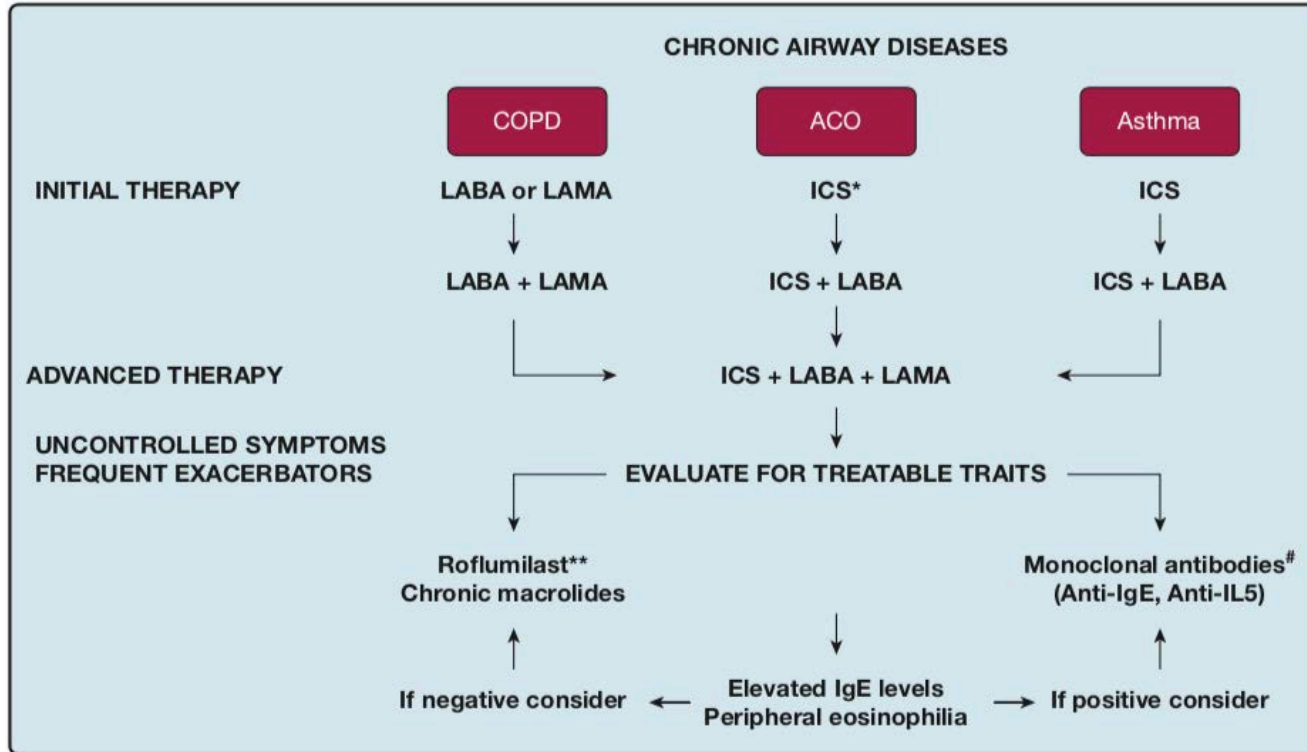 CHRONIC AIRWAY DISEASES
COPD
ACO
Asthma
INITIAL THERAPY
LABA or LAMA
ICS*
ICS
LABA + LAMA
ICS + LABA
ICS + LABA
ADVANCED THERAPY
ICS + LABA + LAMA
UNCONTROLLED SYMPTOMS
FREQUENT EXACERBATORS
EVALUATE FOR TREATABLE TRAITS
Roflumilast**
Chronic macrolides
Monoclonal antibodies#
(Anti-IgE, Anti-IL5)
If negative consider
Elevated IgE levels
Peripheral eosinophilia
If positive consider